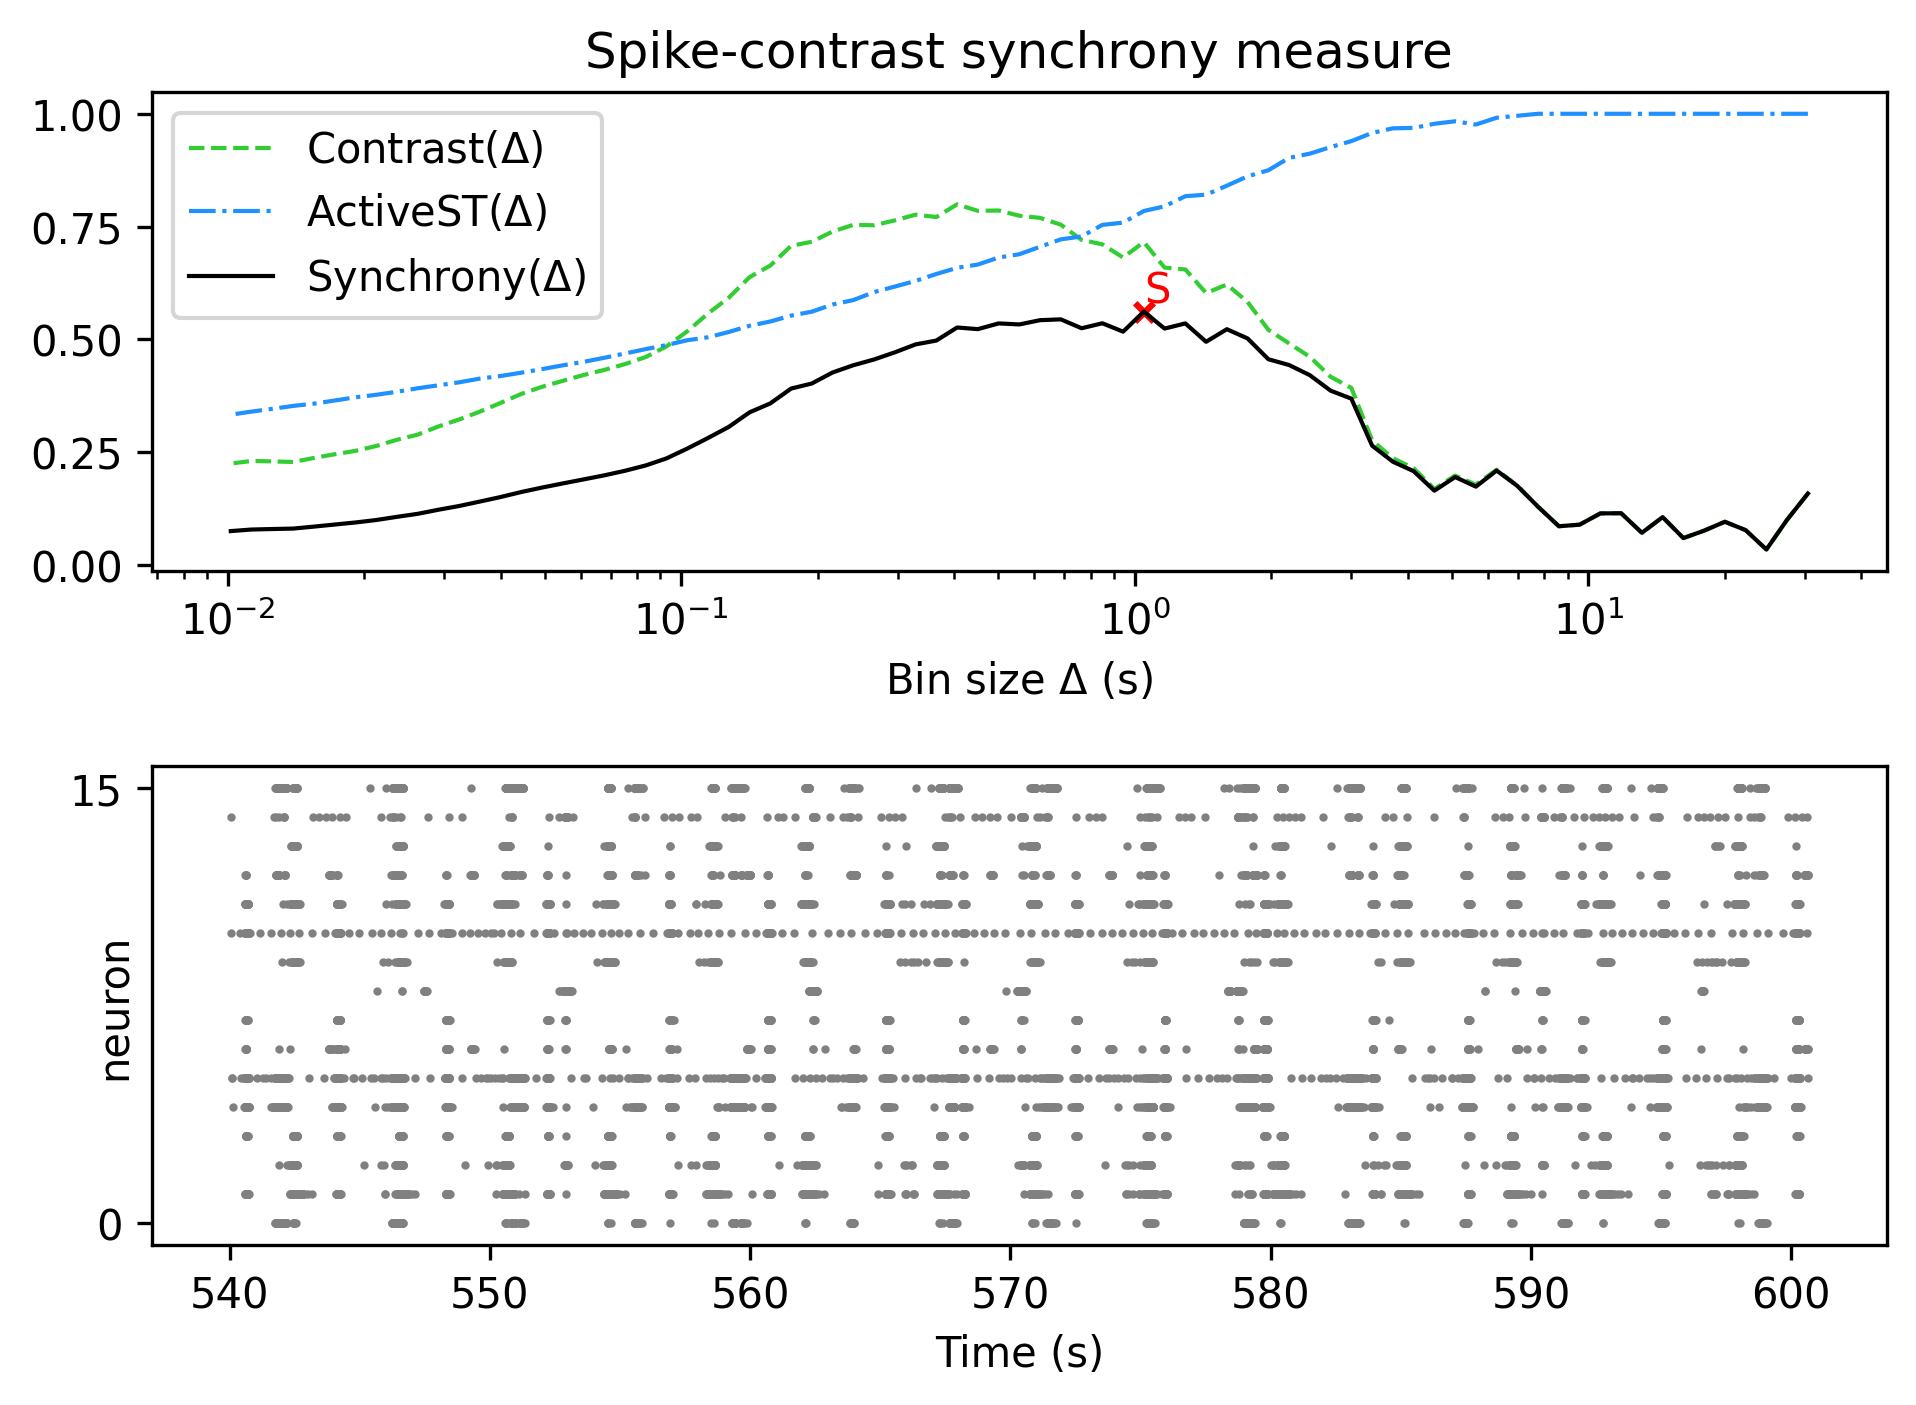 Spike-contrast synchrony measure
1.00
0.75
0.50
0.25
0.00
Contrast(Δ)
ActiveST(Δ)
Synchrony(Δ)
S
10⁻² 10⁻¹ 10⁰ 10¹
Bin size Δ (s)
15
0
neuron
540 550 560 570 580 590 600
Time (s)